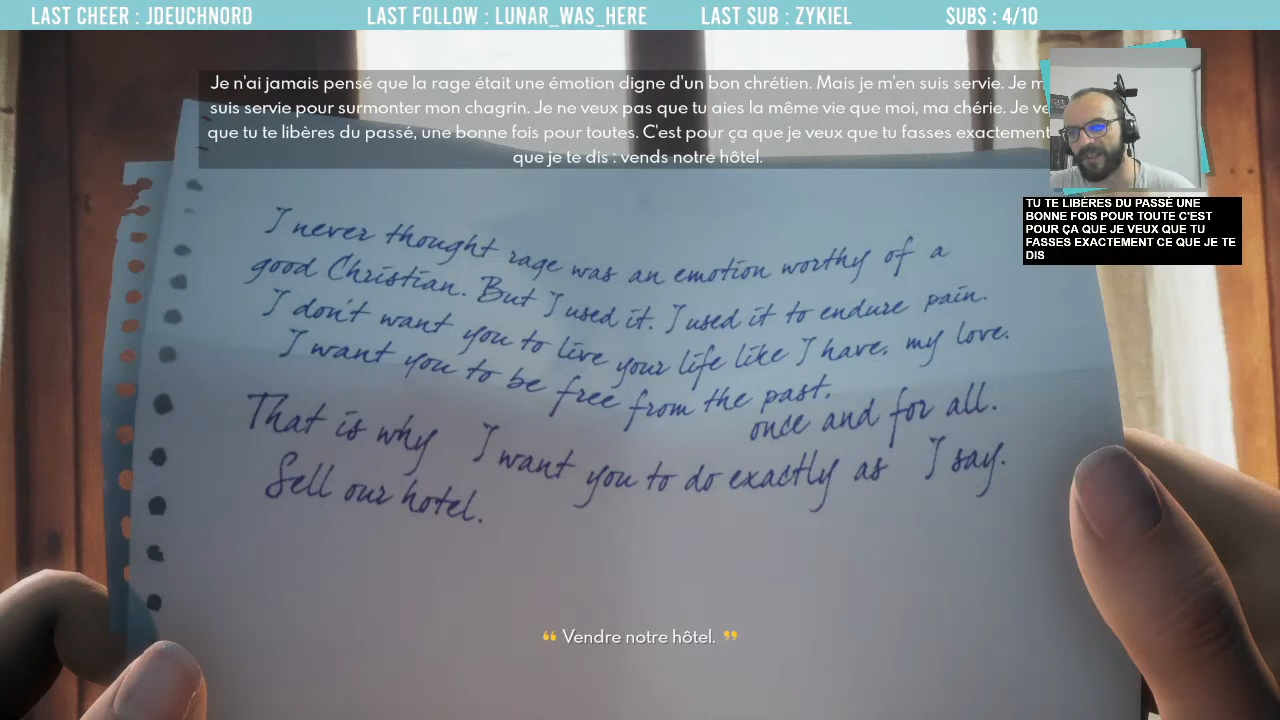 LAST CHEER : JDEUCHNORD LAST FOLLOW : LUNAR_WAS_HERE LAST SUB : ZYKIEL SUBS : 4/10
Je n'ai jamais pensé que la rage était une émotion digne d'un bon chrétien. Mais je m'en suis servie. Je m
suis servie pour surmonter mon chagrin. Je ne veux pas que tu aies la même vie que moi, ma chérie. Je ve
que tu te libères du passé, une bonne fois pour toutes. C'est pour ça que je veux que tu fasses exactement
que je te dis : vends notre hôtel.
TU TE LIBÈRES DU PASSÉ UNE
BONNE FOIS POUR TOUTE C'EST
POUR ÇA QUE JE VEUX QUE TU
FASSES EXACTEMENT CE QUE JE TE
DIS
I never thought rage was an emotion worthy of a
good Christian. But I used it. I used it to endure pain.
I don't want you to live your life like I have. my love.
I want you to be free from the past.
once and for all.
That is why I want you to do exactly as I say.
Sell our hotel.
“ Vendre notre hôtel. ”